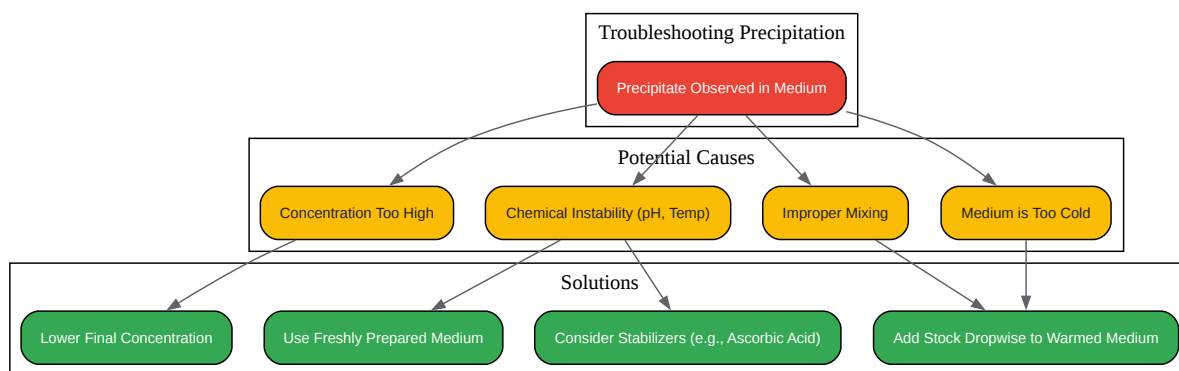 Troubleshooting Precipitation
Precipitate Observed in Medium
Potential Causes
Concentration Too High
Chemical Instability (pH, Temp)
Improper Mixing
Medium is Too Cold
Solutions
Lower Final Concentration
Use Freshly Prepared Medium
Consider Stabilizers (e.g., Ascorbic Acid)
Add Stock Dropwise to Warmed Medium